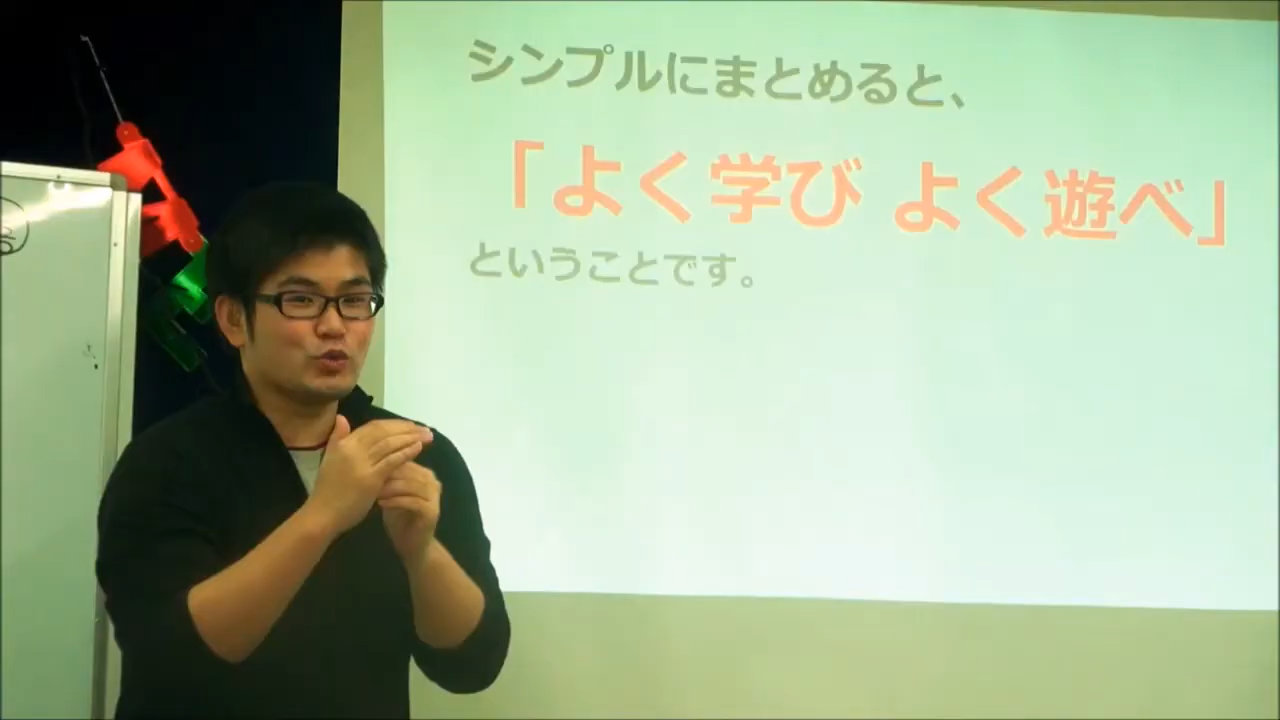 シンプルにまとめると、
「よく学び よく遊べ」
ということです。